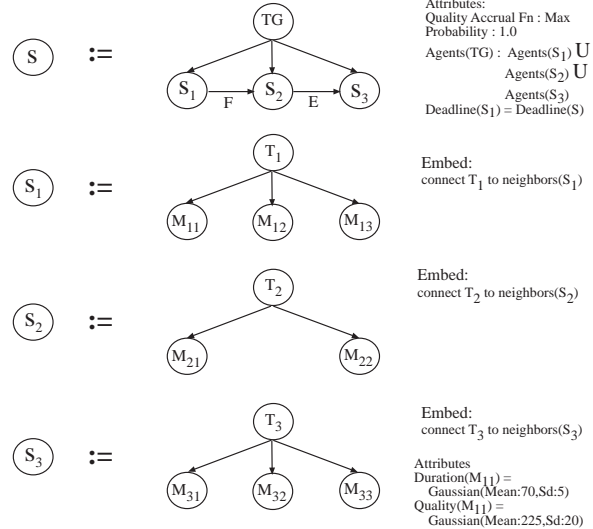 Attributes:
Quality Accrual Fn : Max
Probability : 1.0
Agents(TG) : Agents(S1) U
Agents(S2) U
Agents(S3)
Deadline(S1) = Deadline(S)
S := TG
S1 F S2 E S3
S1 := T1
M11 M12 M13
Embed:
connect T1 to neighbors(S1)
S2 := T2
M21 M22
Embed:
connect T2 to neighbors(S2)
S3 := T3
M31 M32 M33
Embed:
connect T3 to neighbors(S3)
Attributes
Duration(M11) =
Gaussian(Mean:70,Sd:5)
Quality(M11) =
Gaussian(Mean:225,Sd:20)